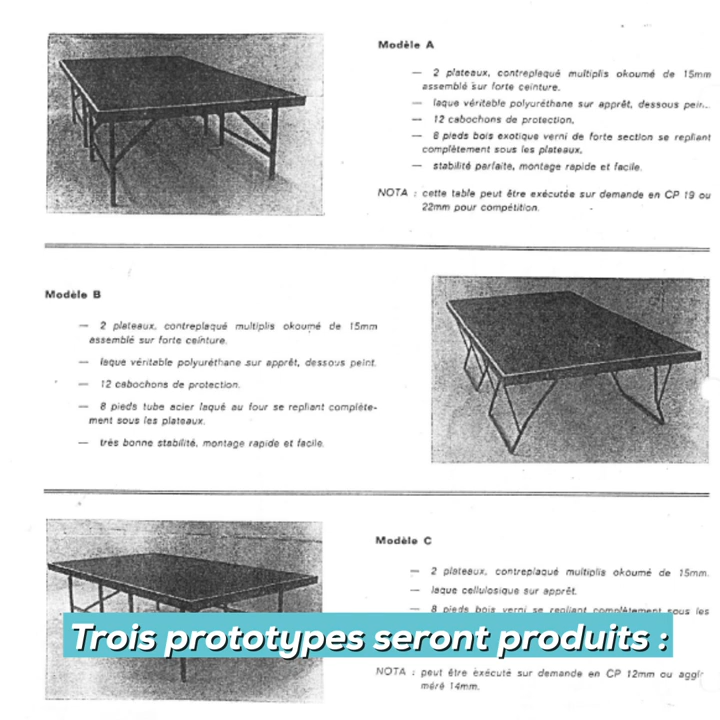 Modèle A
— 2 plateaux, contreplaqué multiplis okoumé de 15mm
assemblé sur forte ceinture.
— laque véritable polyuréthane sur apprêt, dessous pein..
— 12 cabochons de protection.
— 8 pieds bois exotique verni de forte section se repliant
complètement sous les plateaux.
— stabilité parfaite, montage rapide et facile.
NOTA : cette table peut être exécutée sur demande en CP 19 ou
22mm pour compétition.
Modèle B
— 2 plateaux, contreplaqué multiplis okoumé de 15mm
assemblé sur forte ceinture.
— laque véritable polyuréthane sur apprêt, dessous peint.
— 12 cabochons de protection.
— 8 pieds tube acier laqué au four se repliant complète-
ment sous les plateaux.
— très bonne stabilité, montage rapide et facile.
Modèle C
— 2 plateaux, contreplaqué multiplis okoumé de 15mm.
— laque cellulosique sur apprêt.
— 8 pieds bois verni se repliant complètement sous les
Trois prototypes seront produits :
NOTA : peut être exécuté sur demande en CP 12mm ou agglo-
méré 14mm.